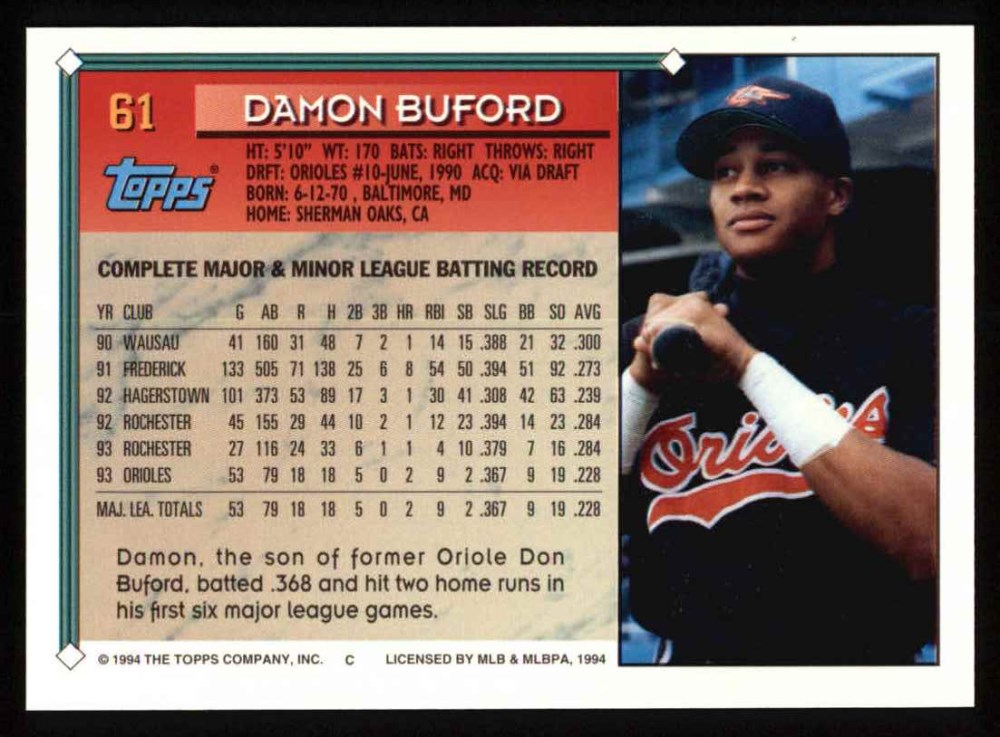 61
DAMON BUFORD
Topps®
HT: 5'10" WT: 170 BATS: RIGHT THROWS: RIGHT
DRFT: ORIOLES #10-JUNE, 1990 ACQ: VIA DRAFT
BORN: 6-12-70 , BALTIMORE, MD
HOME: SHERMAN OAKS, CA
COMPLETE MAJOR & MINOR LEAGUE BATTING RECORD
YR CLUB G AB R H 2B 3B HR RBI SB SLG BB SO AVG
90 WAUSAU 41 160 31 48 7 2 1 14 15 .388 21 32 .300
91 FREDERICK 133 505 71 138 25 6 8 54 50 .394 51 92 .273
92 HAGERSTOWN 101 373 53 89 17 3 1 30 41 .308 42 63 .239
92 ROCHESTER 45 155 29 44 10 2 1 12 23 .394 14 23 .284
93 ROCHESTER 27 116 24 33 6 1 1 4 10 .379 7 16 .284
93 ORIOLES 53 79 18 18 5 0 2 9 2 .367 9 19 .228
MAJ. LEA. TOTALS 53 79 18 18 5 0 2 9 2 .367 9 19 .228
Damon, the son of former Oriole Don
Buford, batted .368 and hit two home runs in
his first six major league games.
© 1994 THE TOPPS COMPANY, INC. C LICENSED BY MLB & MLBPA, 1994
Orioles